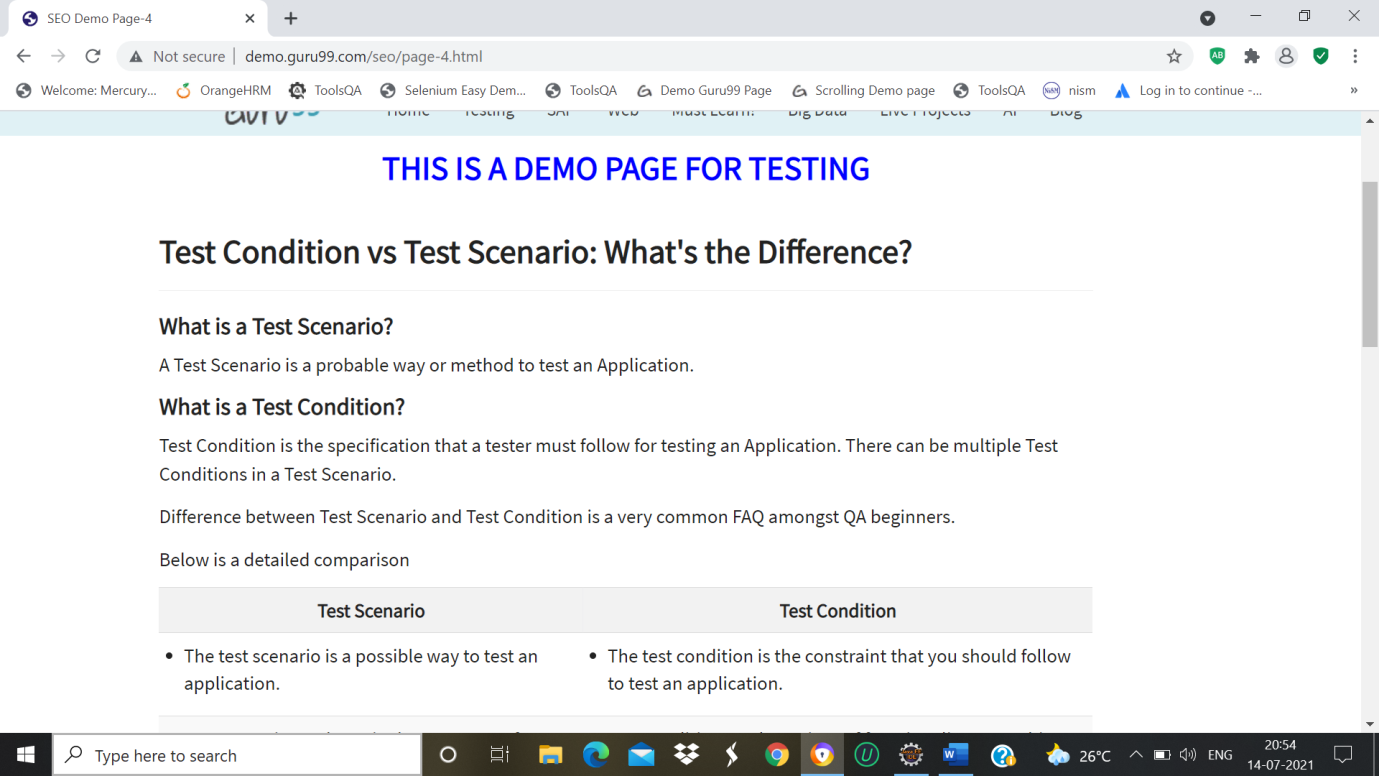 SEO Demo Page-4
Not secure | demo.guru99.com/seo/page-4.html
AB
Welcome: Mercury... OrangeHRM ToolsQA Selenium Easy Dem... ToolsQA Demo Guru99 Page Scrolling Demo page ToolsQA nism Log in to continue -... »
Home Testing SAP Web Must Learn! Big Data Live Projects AI Blog
THIS IS A DEMO PAGE FOR TESTING
Test Condition vs Test Scenario: What's the Difference?
What is a Test Scenario?
A Test Scenario is a probable way or method to test an Application.
What is a Test Condition?
Test Condition is the specification that a tester must follow for testing an Application. There can be multiple Test
Conditions in a Test Scenario.
Difference between Test Scenario and Test Condition is a very common FAQ amongst QA beginners.
Below is a detailed comparison
Test Scenario Test Condition
• The test scenario is a possible way to test an • The test condition is the constraint that you should follow
application. to test an application.
Type here to search
26°C ENG 20:54
14-07-2021